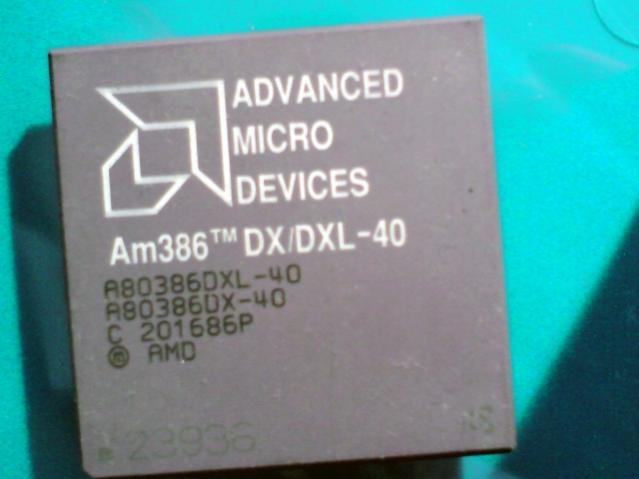 ADVANCED
MICRO
DEVICES
Am386™ DX/DXL-40
A80386DXL-40
A80386DX-40
C 201686P
Ⓜ AMD
23936